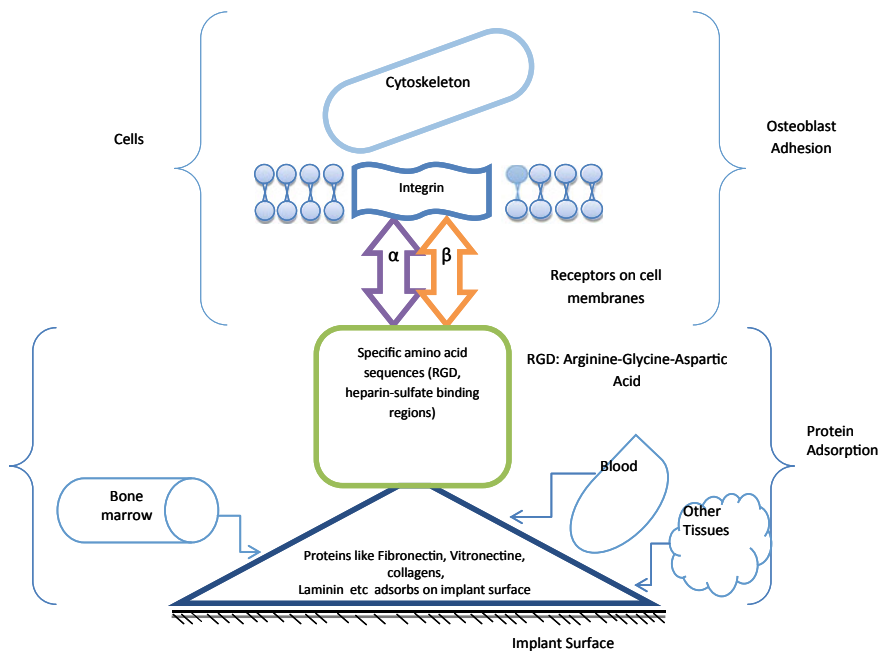 Cytoskeleton
Cells
Osteoblast
Adhesion
Integrin
α
β
Receptors on cell
membranes
Specific amino acid
sequences (RGD,
heparin-sulfate binding
regions)
RGD: Arginine-Glycine-Aspartic
Acid
Protein
Adsorption
Blood
Bone
marrow
Other
Tissues
Proteins like Fibronectin, Vitronectine,
collagens,
Laminin etc adsorbs on implant surface
Implant Surface